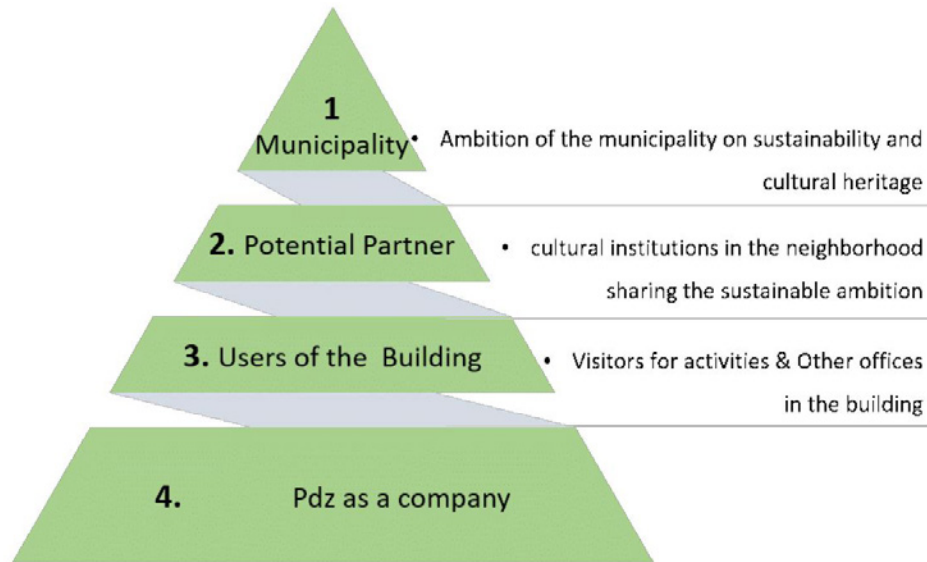 1
Municipality
• Ambition of the municipality on sustainability and
cultural heritage
2. Potential Partner
• cultural institutions in the neighborhood
sharing the sustainable ambition
3. Users of the Building
• Visitors for activities & Other offices
in the building
4. Pdz as a company